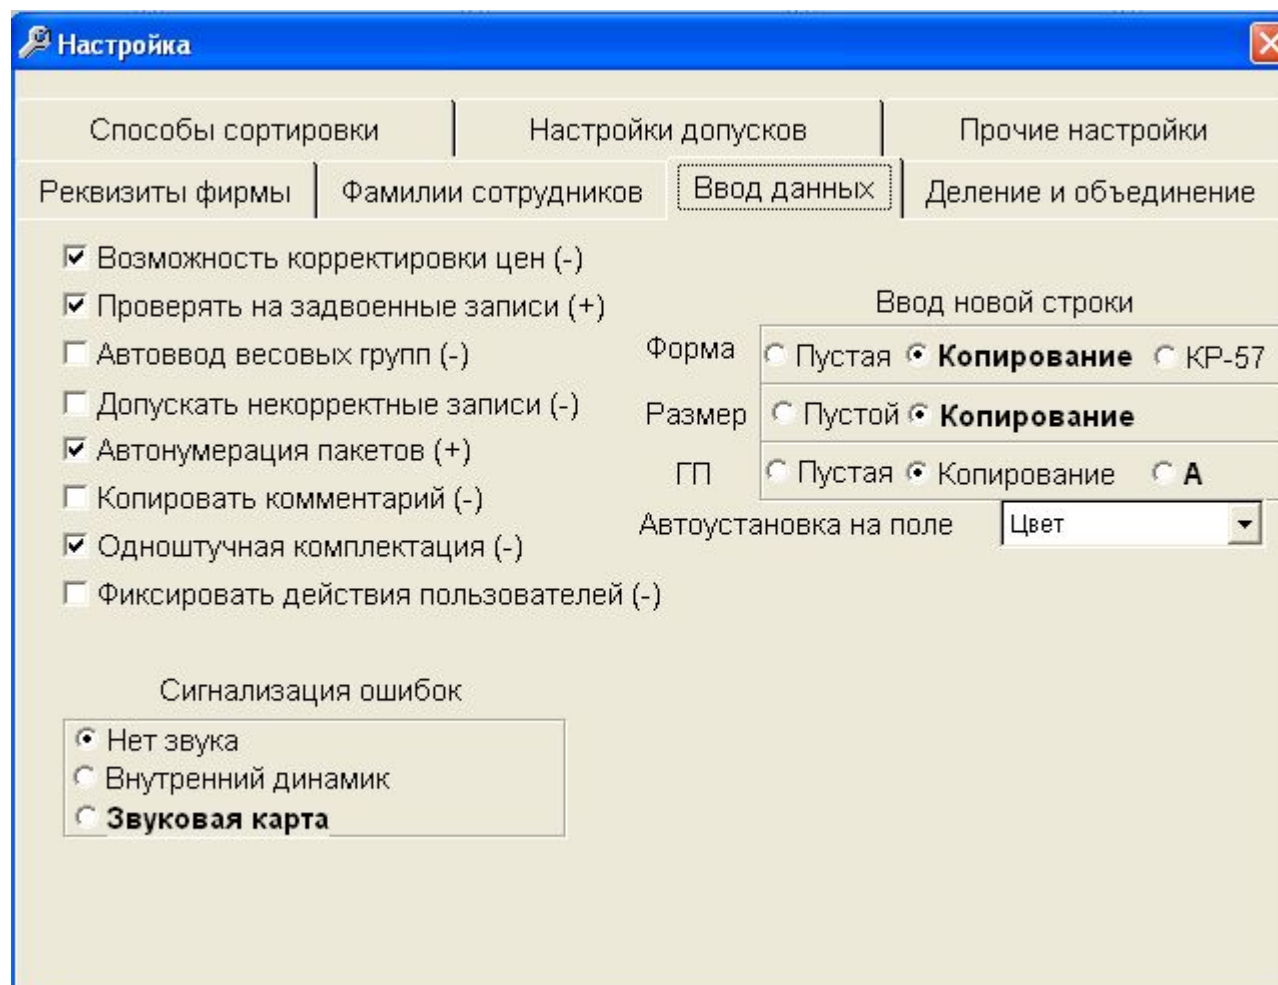 Настройка
Способы сортировки Настройки допусков Прочие настройки
Реквизиты фирмы Фамилии сотрудников Ввод данных Деление и объединение
Возможность корректировки цен (-)
Проверять на задвоенные записи (+)
Автоввод весовых групп (-)
Допускать некорректные записи (-)
Автонумерация пакетов (+)
Копировать комментарий (-)
Одноштучная комплектация (-)
Фиксировать действия пользователей (-)
Ввод новой строки
Форма Пустая Копирование КР-57
Размер Пустой Копирование
ГП Пустая Копирование А
Автоустановка на поле Цвет
Сигнализация ошибок
Нет звука
Внутренний динамик
Звуковая карта